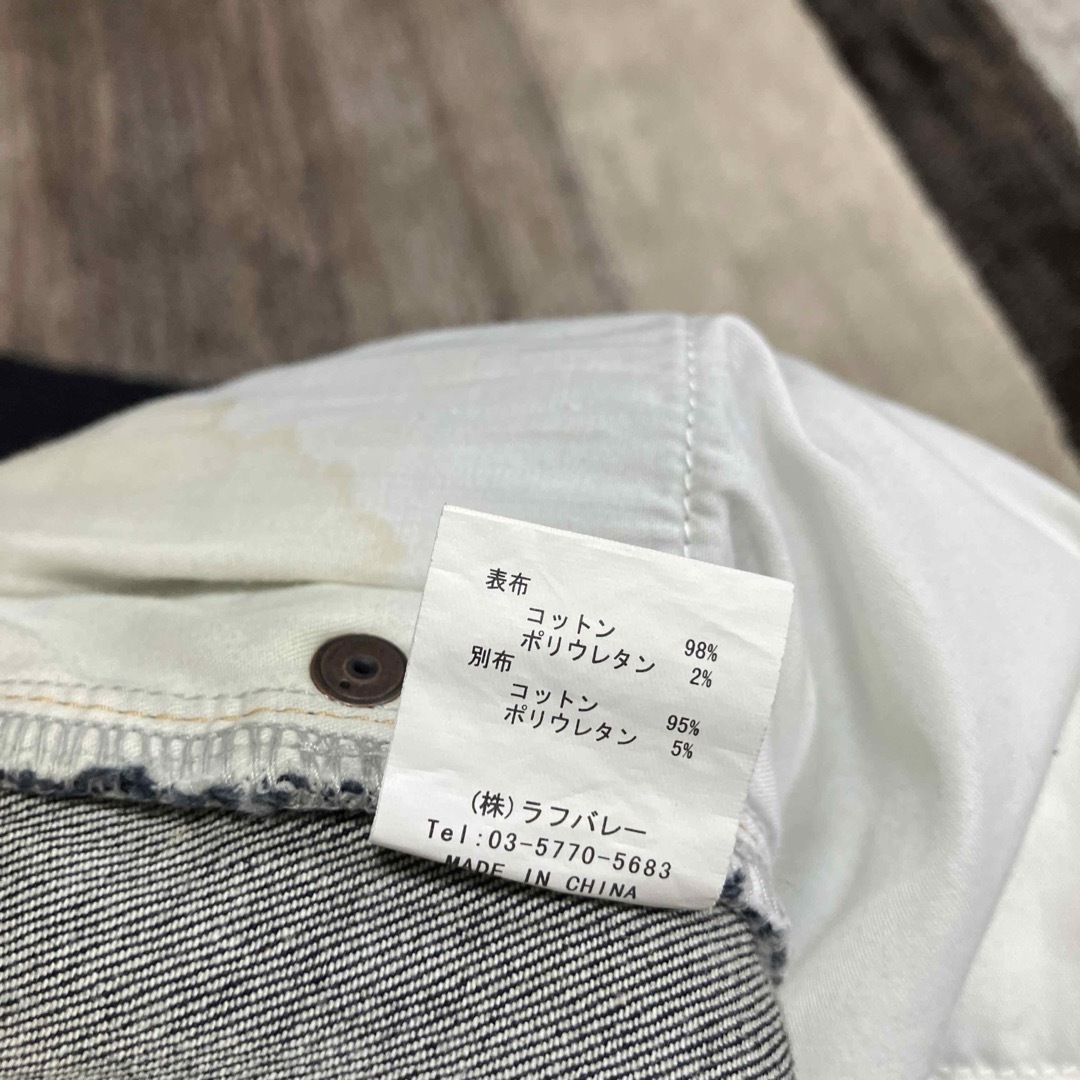 表布
コットン 98%
ポリウレタン 2%
別布
コットン 95%
ポリウレタン 5%
(株)ラフバレー
Tel:03-5770-5683
MADE IN CHINA